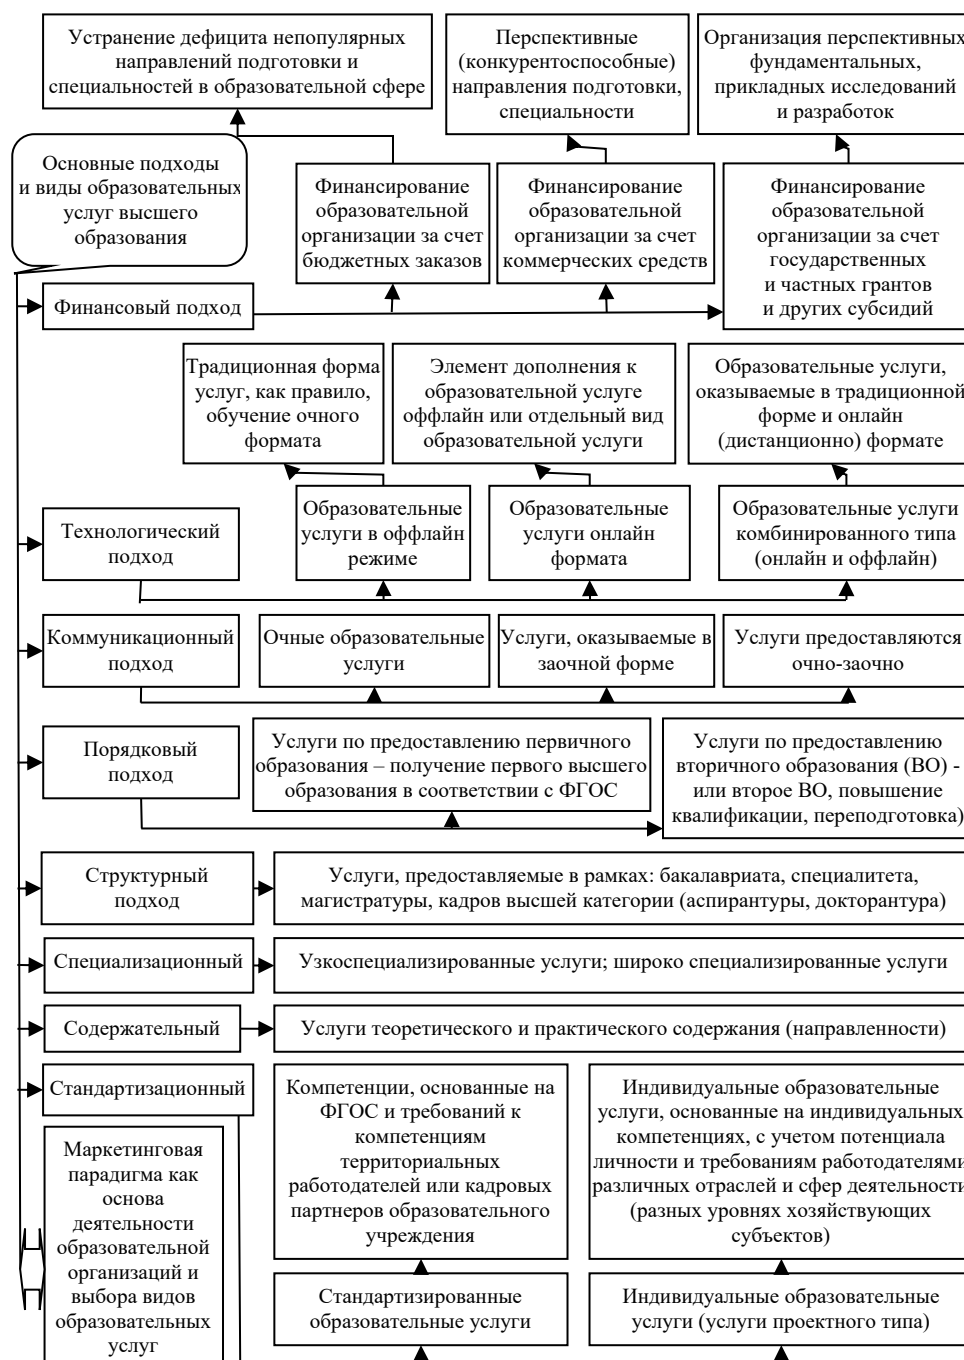 Устранение дефицита непопулярных
направлений подготовки и
специальностей в образовательной сфере
Перспективные
(конкурентоспособные)
направления подготовки,
специальности
Организация перспективных
фундаментальных,
прикладных исследований
и разработок
Основные подходы
и виды образовательных
услуг высшего
образования
Финансирование
образовательной
организации за счет
бюджетных заказов
Финансирование
образовательной
организации за счет
коммерческих средств
Финансирование
образовательной
организации за счет
государственных
и частных грантов
и других субсидий
Финансовый подход
Традиционная форма
услуг, как правило,
обучение очного
формата
Элемент дополнения к
образовательной услуге
оффлайн или отдельный вид
образовательной услуги
Образовательные услуги,
оказываемые в традиционной
форме и онлайн
(дистанционно) формате
Технологический
подход
Образовательные
услуги в оффлайн
режиме
Образовательные
услуги онлайн
формата
Образовательные услуги
комбинированного типа
(онлайн и оффлайн)
Коммуникационный
подход
Очные образовательные
услуги
Услуги, оказываемые в
заочной форме
Услуги предоставляются
очно-заочно
Порядковый
подход
Услуги по предоставлению первичного
образования – получение первого высшего
образования в соответствии с ФГОС
Услуги по предоставлению
вторичного образования (ВО) -
или второе ВО, повышение
квалификации, переподготовка)
Структурный
подход
Услуги, предоставляемые в рамках: бакалавриата, специалитета,
магистратуры, кадров высшей категории (аспирантуры, докторантура)
Специализационный
Узкоспециализированные услуги; широко специализированные услуги
Содержательный
Услуги теоретического и практического содержания (направленности)
Стандартизационный
Компетенции, основанные на
ФГОС и требований к
компетенциям
территориальных
работодателей или кадровых
партнеров образовательного
учреждения
Индивидуальные образовательные
услуги, основанные на индивидуальных
компетенциях, с учетом потенциала
личности и требованиям работодателями
различных отраслей и сфер деятельности
(разных уровнях хозяйствующих
субъектов)
Маркетинговая
парадигма как
основа
деятельности
образовательной
организаций и
выбора видов
образовательных
услуг
Стандартизированные
образовательные услуги
Индивидуальные образовательные
услуги (услуги проектного типа)